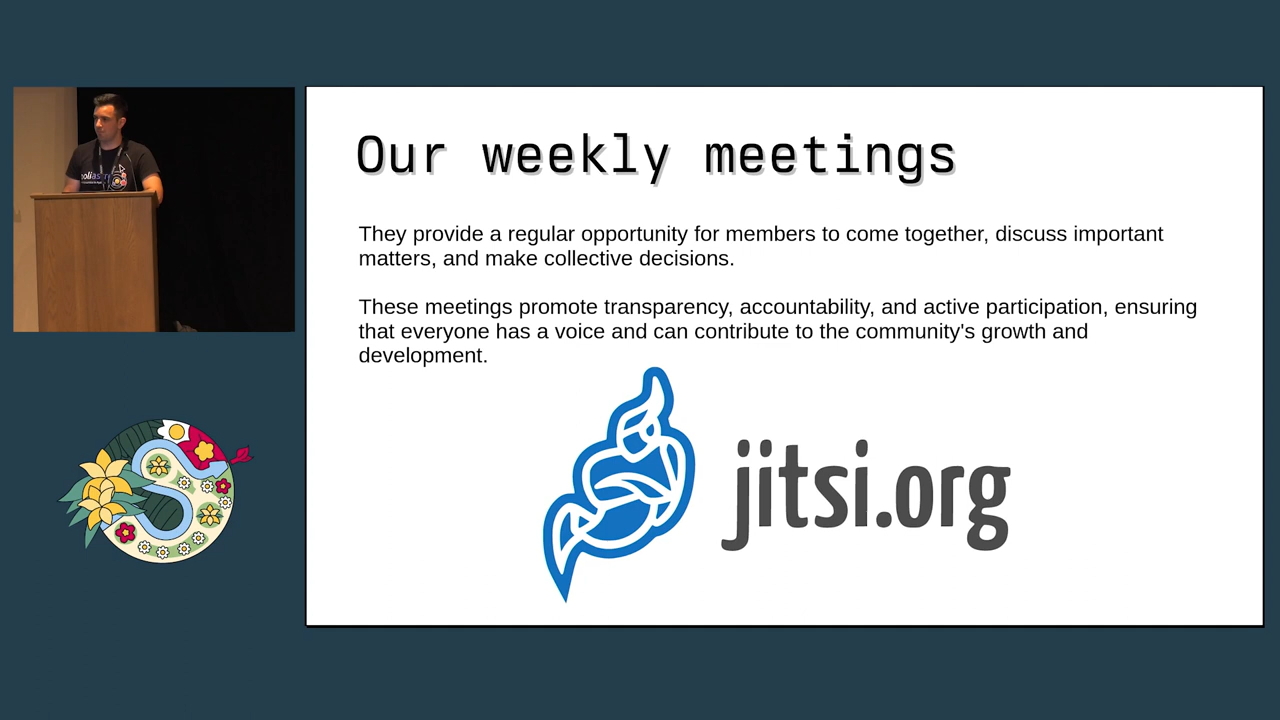 Our weekly meetings
They provide a regular opportunity for members to come together, discuss important
matters, and make collective decisions.
These meetings promote transparency, accountability, and active participation, ensuring
that everyone has a voice and can contribute to the community's growth and
development.
jitsi.org